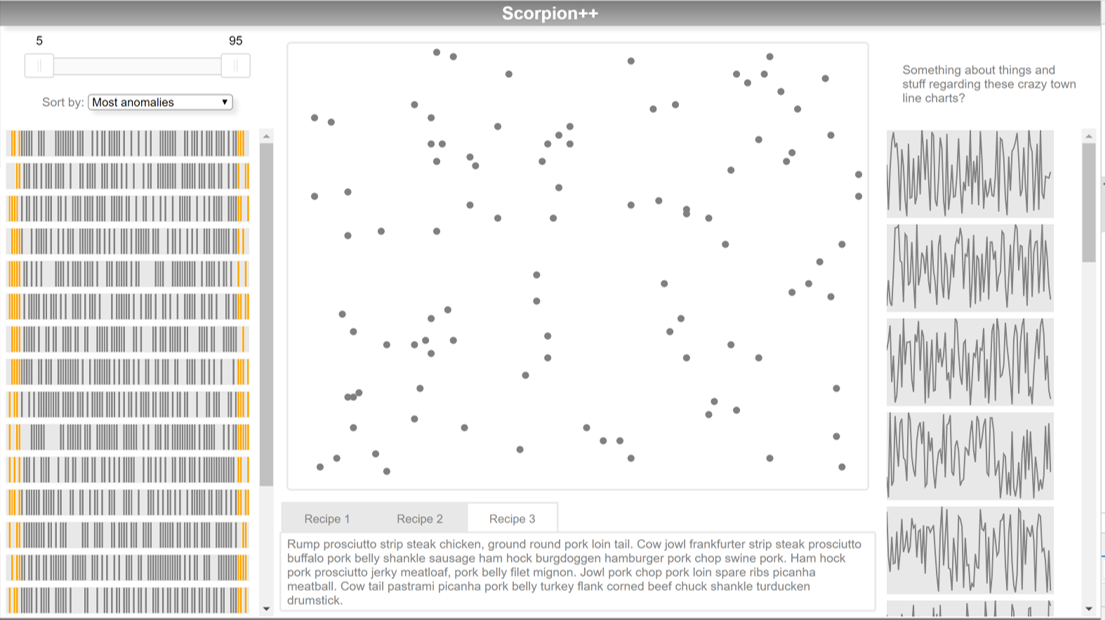 Scorpion++
5 95
Sort by: Most anomalies
Something about things and
stuff regarding these crazy town
line charts?
Recipe 1 Recipe 2 Recipe 3
Rump prosciutto strip steak chicken, ground round pork loin tail. Cow jowl frankfurter strip steak prosciutto
buffalo pork belly shankle sausage ham hock burgdoggen hamburger pork chop swine pork. Ham hock
pork prosciutto jerky meatloaf, pork belly filet mignon. Jowl pork chop pork loin spare ribs picanha
meatball. Cow tail pastrami picanha pork belly turkey flank corned beef chuck shankle turducken
drumstick.